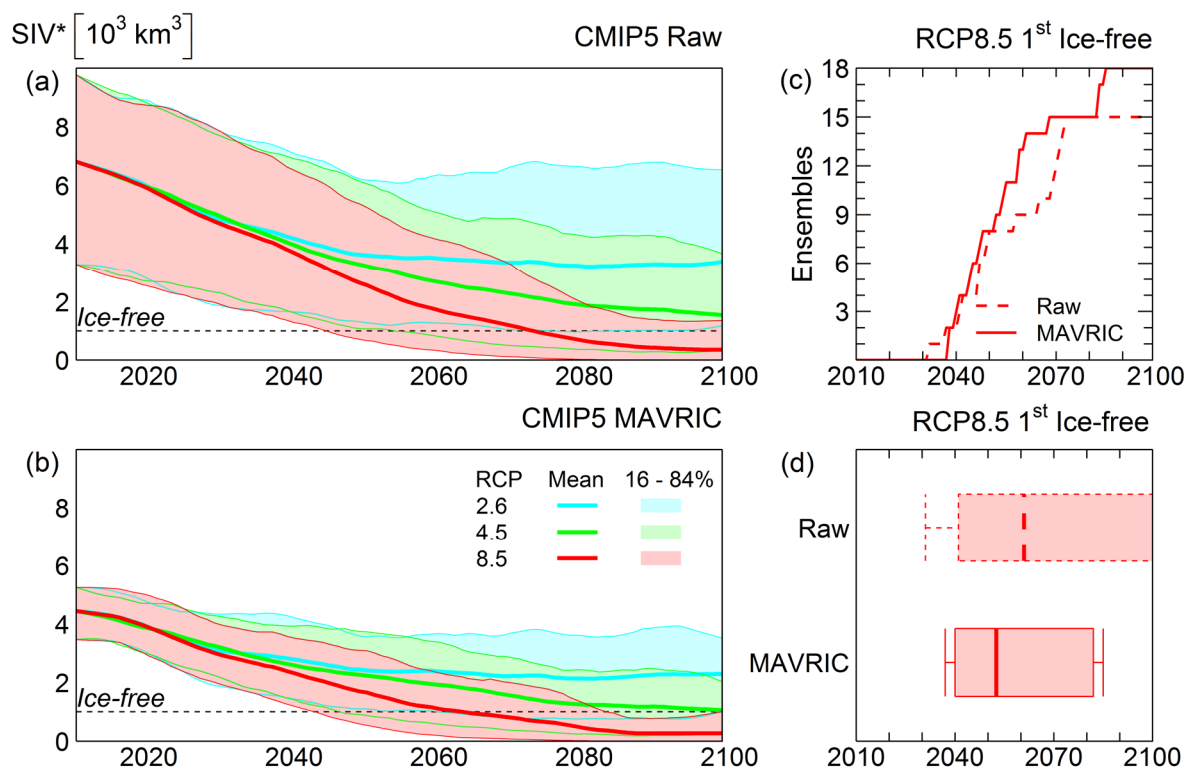 SIV* [10³ km³]
CMIP5 Raw
(a)
8
6
4
2
0
Ice-free
2020 2040 2060 2080 2100
CMIP5 MAVRIC
(b)
RCP Mean 16 - 84%
2.6
4.5
8.5
8
6
4
2
0
Ice-free
2020 2040 2060 2080 2100
RCP8.5 1st Ice-free
(c)
Ensembles
18
15
12
9
6
3
Raw
MAVRIC
2010 2040 2070 2100
RCP8.5 1st Ice-free
(d)
Raw
MAVRIC
2010 2040 2070 2100